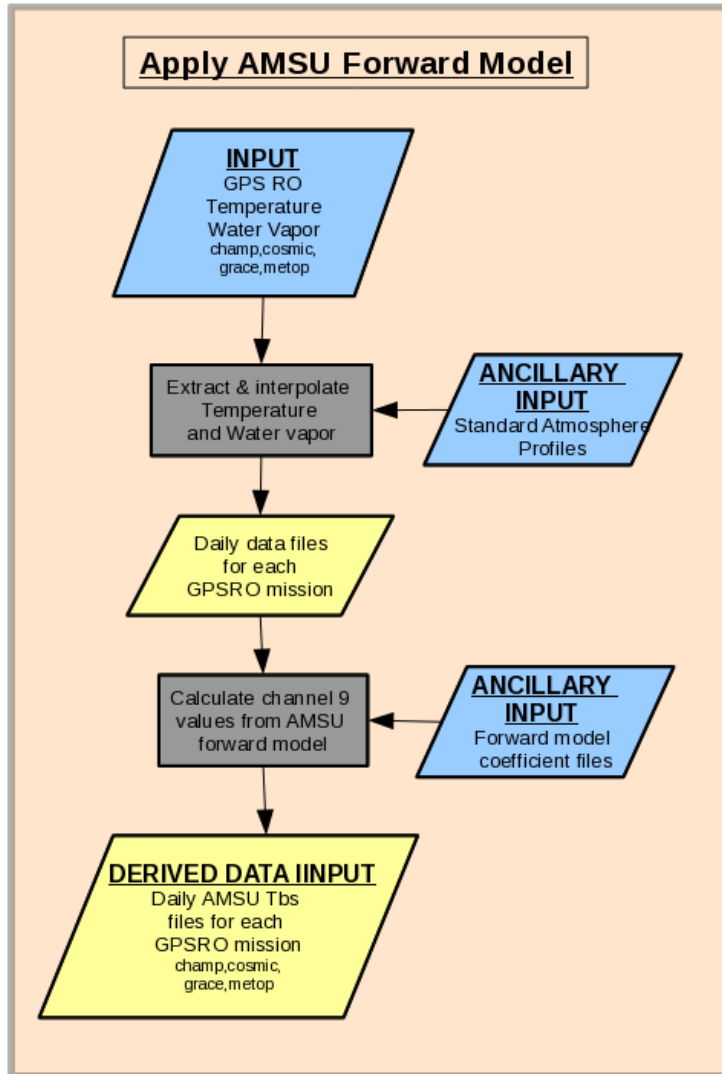 Apply AMSU Forward Model
INPUT
GPS RO
Temperature
Water Vapor
champ,cosmic,
grace,metop
Extract & interpolate
Temperature
and Water vapor
ANCILLARY
INPUT
Standard Atmosphere
Profiles
Daily data files
for each
GPSRO mission
Calculate channel 9
values from AMSU
forward model
ANCILLARY
INPUT
Forward model
coefficient files
DERIVED DATA IINPUT
Daily AMSU Tbs
files for each
GPSRO mission
champ,cosmic,
grace,metop